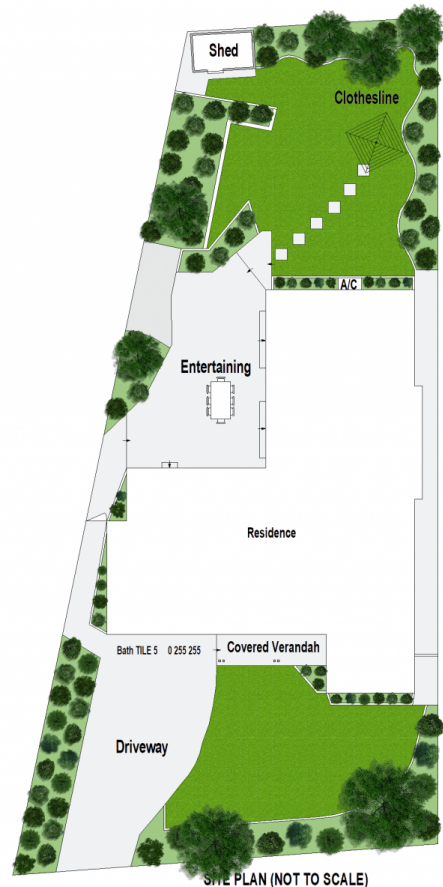 Shed
Clothesline
A/C
Entertaining
Residence
Bath TILE 5 0 255 255
Covered Verandah
Driveway
SITE PLAN (NOT TO SCALE)